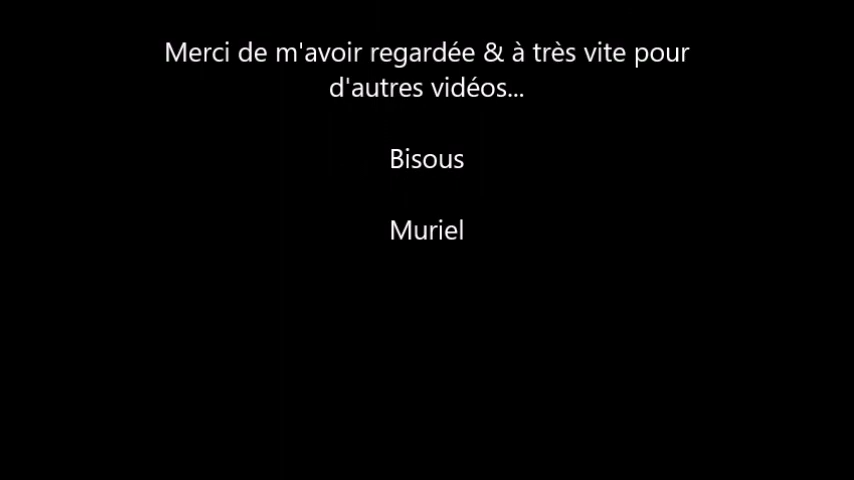 Merci de m'avoir regardée & à très vite pour
d'autres vidéos...
Bisous
Muriel